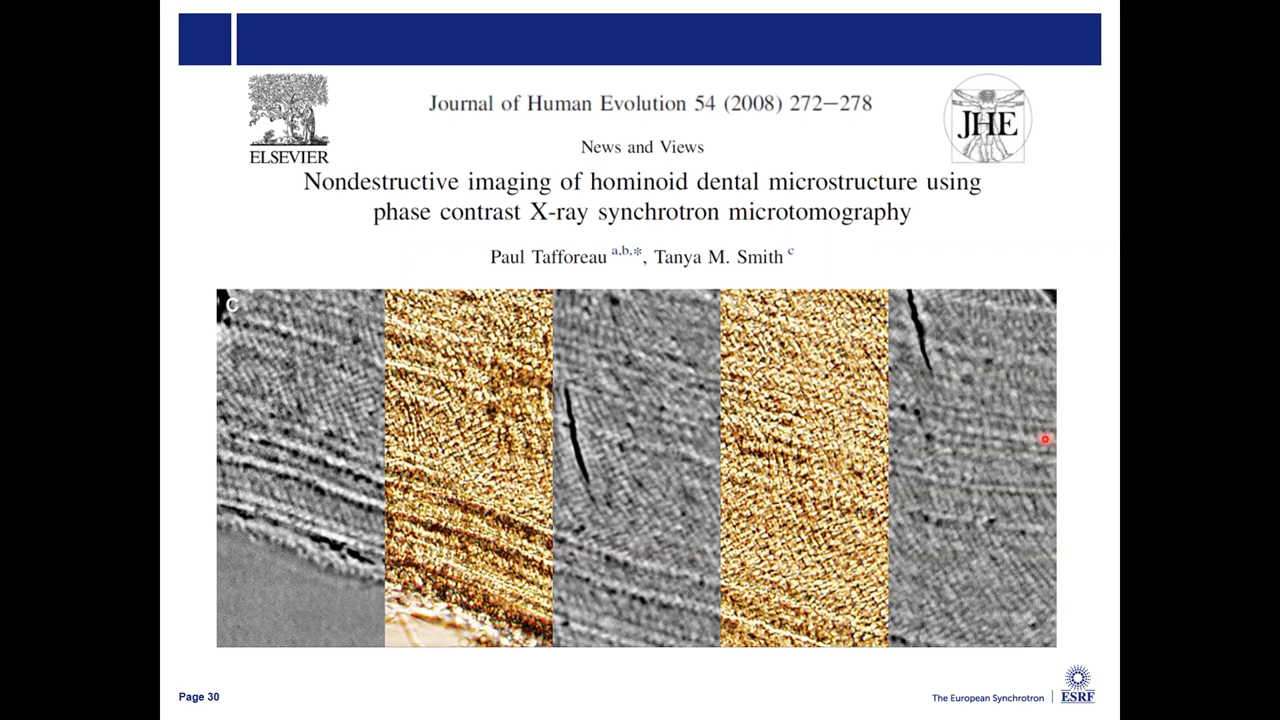 ELSEVIER
Journal of Human Evolution 54 (2008) 272–278
JHE
News and Views
Nondestructive imaging of hominoid dental microstructure using
phase contrast X-ray synchrotron microtomography
Paul Tafforeau a,b,*, Tanya M. Smith c
C
Page 30
The European Synchrotron
ESRF